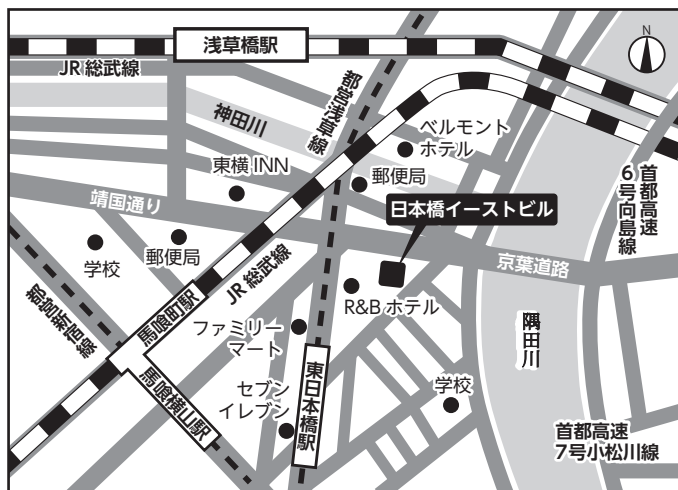 浅草橋駅
N
JR 総武線
都営浅草線
神田川
ベルモント
ホテル
東横 INN
郵便局
首都高速
6号向島線
靖国通り
日本橋イーストビル
学校
郵便局
京葉道路
JR 総武線
R&B ホテル
都営新宿線
馬喰町駅
ファミリー
マート
隅田川
馬喰横山駅
東日本橋駅
セブン
イレブン
学校
首都高速
7号小松川線